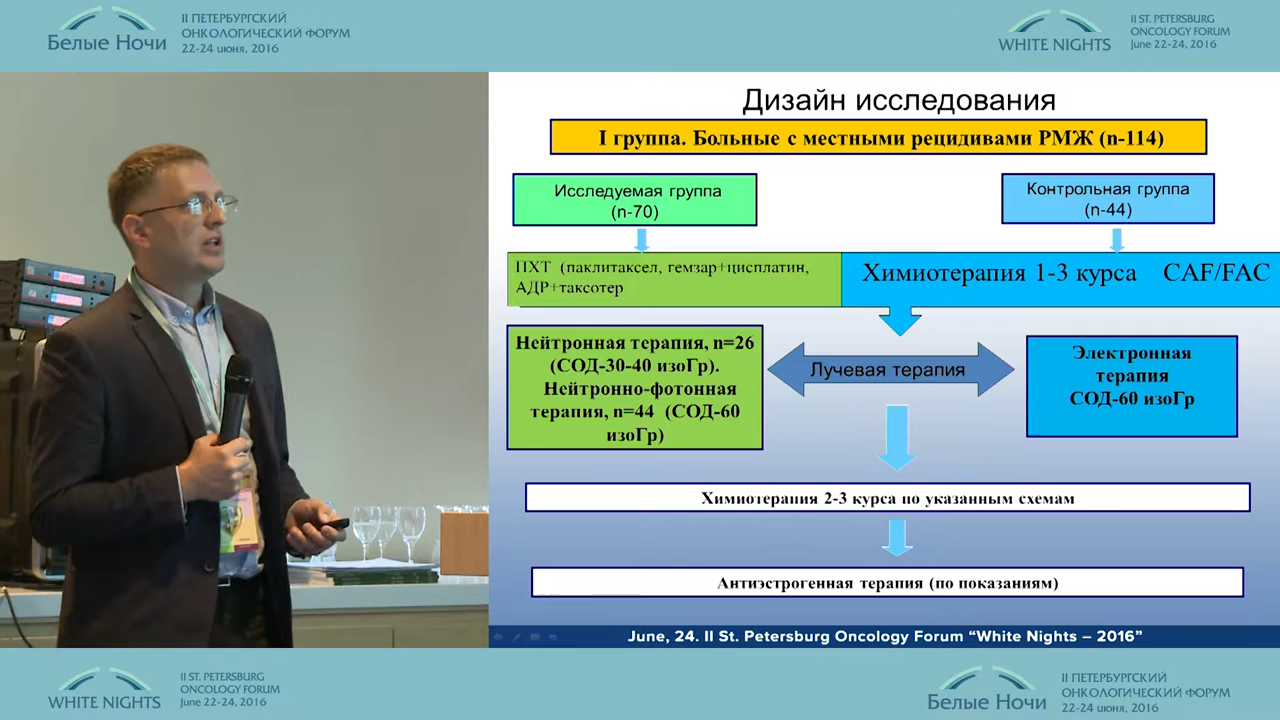 Белые Ночи
II ПЕТЕРБУРГСКИЙ
ОНКОЛОГИЧЕСКИЙ ФОРУМ
22-24 июня, 2016
WHITE NIGHTS
II ST. PETERSBURG
ONCOLOGY FORUM
June 22-24, 2016
Дизайн исследования
I группа. Больные с местными рецидивами РМЖ (n-114)
Исследуемая группа
(n-70)
Контрольная группа
(n-44)
ПХТ (паклитаксел, гемзар+цисплатин,
АДР+таксотер
Химиотерапия 1-3 курса CAF/FAC
Нейтронная терапия, n=26
(СОД-30-40 изоГр).
Нейтронно-фотонная
терапия, n=44 (СОД-60
изоГр)
Лучевая терапия
Электронная
терапия
СОД-60 изоГр
Химиотерапия 2-3 курса по указанным схемам
Антиэстрогенная терапия (по показаниям)
June, 24. II St. Petersburg Oncology Forum “White Nights – 2016”
WHITE NIGHTS
II ST. PETERSBURG
ONCOLOGY FORUM
June 22-24, 2016
Белые Ночи
II ПЕТЕРБУРГСКИЙ
ОНКОЛОГИЧЕСКИЙ ФОРУМ
22-24 июня, 2016